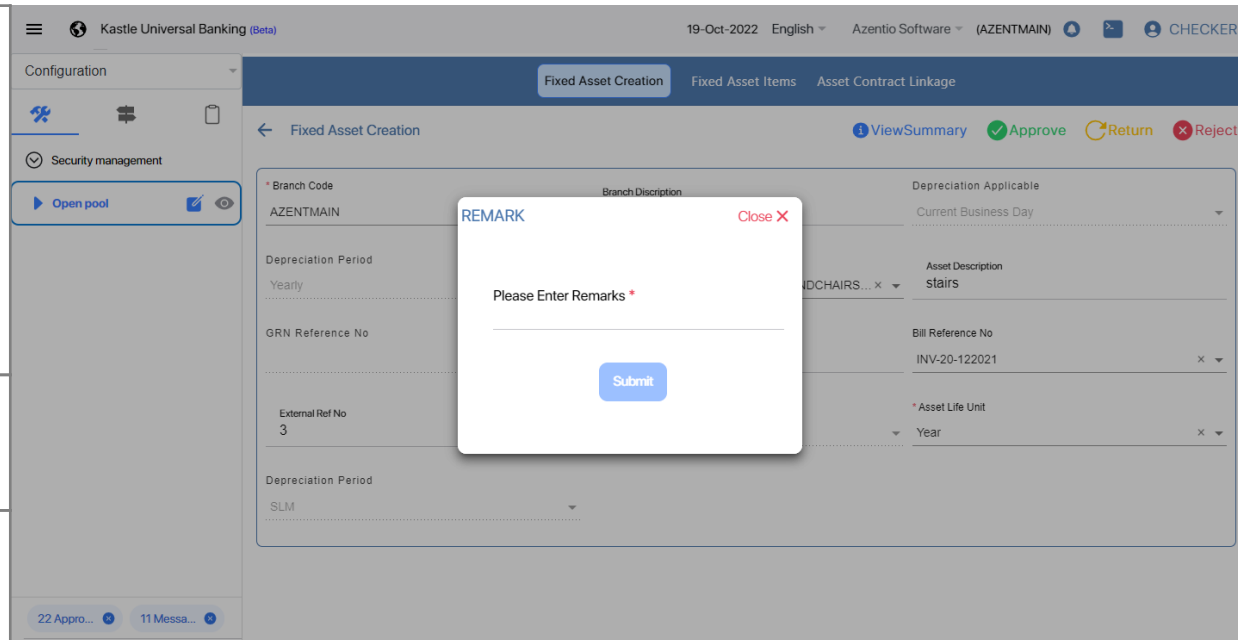 Kastle Universal Banking (Beta)
19-Oct-2022 English Azentio Software (AZENTMAIN) CHECKER
Configuration
Fixed Asset Creation Fixed Asset Items Asset Contract Linkage
Fixed Asset Creation
ViewSummary Approve Return Reject
Security management
Open pool
* Branch Code
AZENTMAIN
Branch Discription
Depreciation Applicable
Current Business Day
REMARK Close X
Depreciation Period
Yearly
NDCHAIRS... ×
Asset Description
stairs
Please Enter Remarks *
GRN Reference No
Bill Reference No
INV-20-122021 ×
Submit
External Ref No
3
* Asset Life Unit
Year ×
Depreciation Period
SLM
22 Appro... 11 Messa...